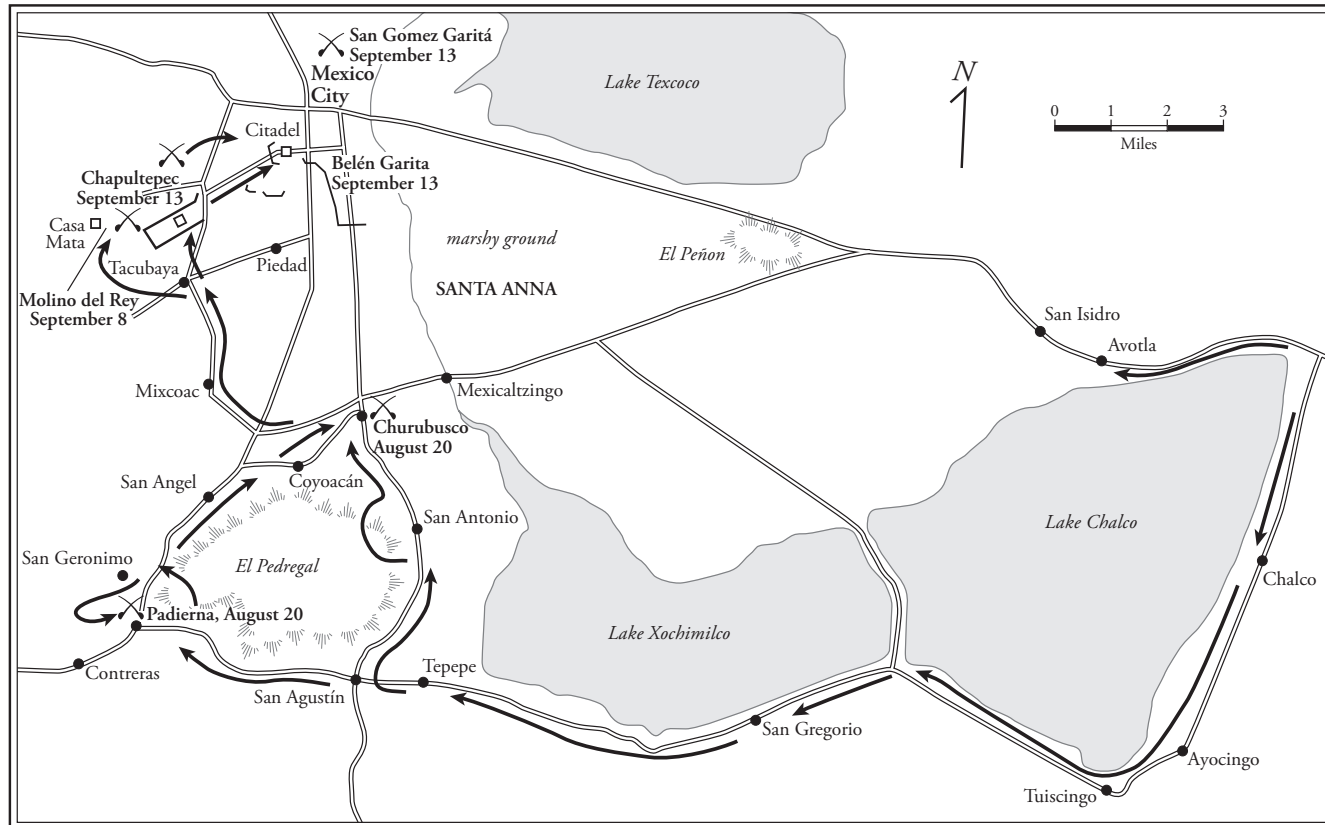 San Gomez Garitá
September 13
Mexico
City
Lake Texcoco
N
0 1 2 3
Miles
Citadel
Belén Garita
September 13
Chapultepec
September 13
Casa
Mata
marshy ground
El Peñon
Tacubaya
Piedad
SANTA ANNA
Molino del Rey
September 8
San Isidro
Avotla
Mixcoac
Mexicaltzingo
Churubusco
August 20
San Angel
Coyoacán
San Antonio
Lake Chalco
San Geronimo
El Pedregal
Chalco
Padierna, August 20
Lake Xochimilco
Contreras
San Agustín
Tepepe
San Gregorio
Ayocingo
Tuiscingo